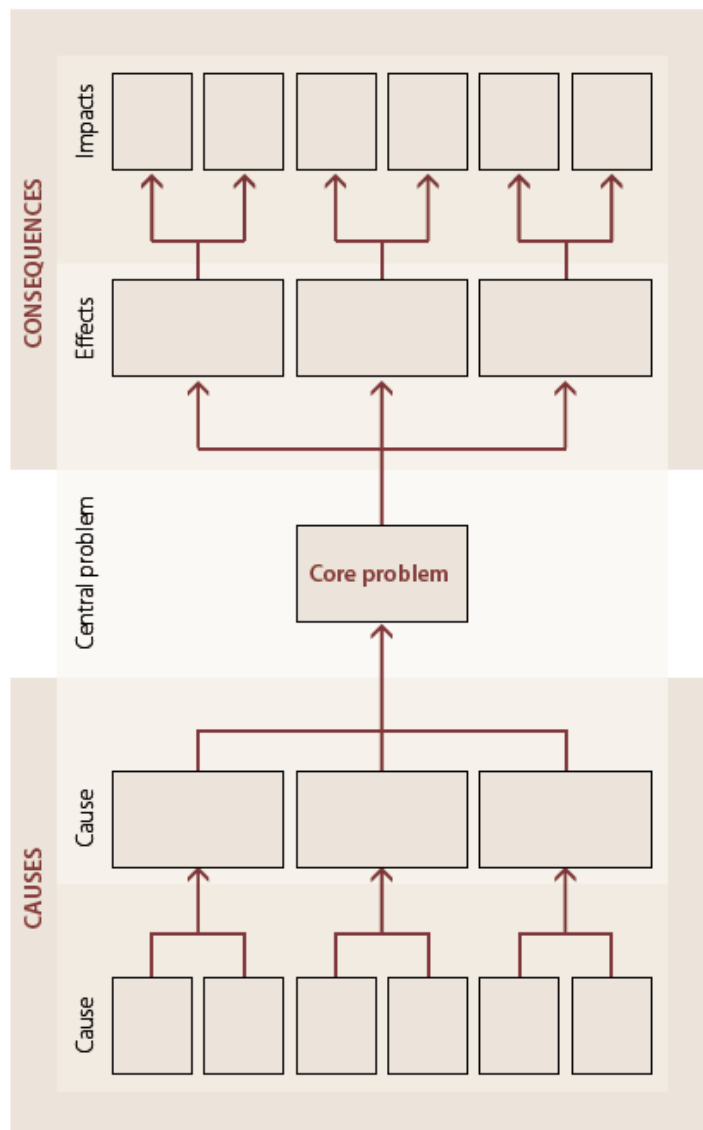 CONSEQUENCES
Impacts
Effects
Central problem
Core problem
CAUSES
Cause
Cause